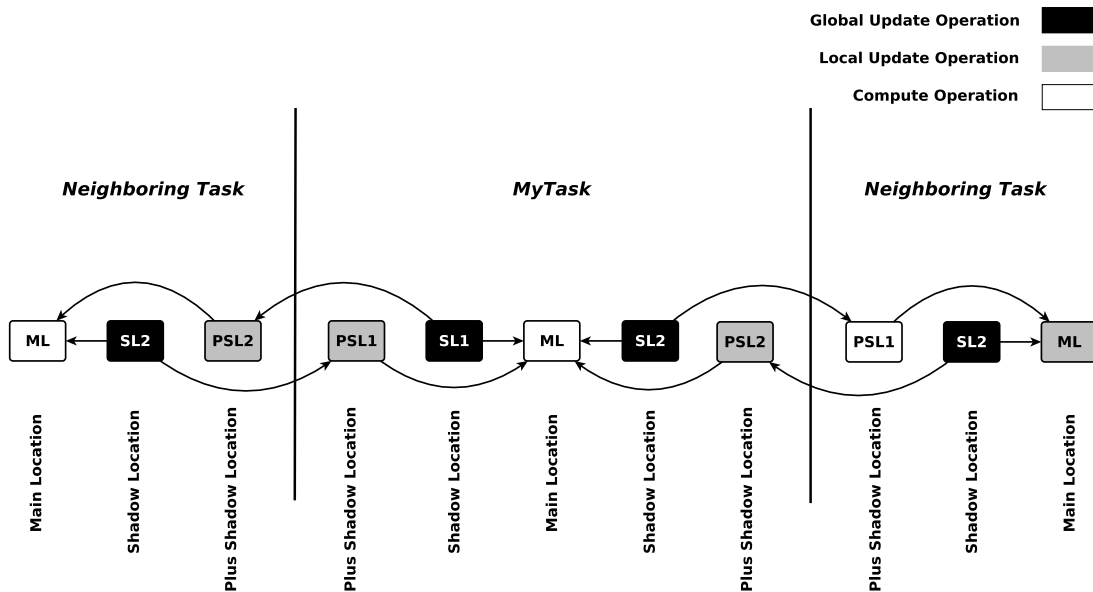 Global Update Operation
Local Update Operation
Compute Operation
Neighboring Task
MyTask
Neighboring Task
ML
SL2
PSL2
PSL1
SL1
ML
SL2
PSL2
PSL1
SL2
ML
Main Location
Shadow Location
Plus Shadow Location
Plus Shadow Location
Shadow Location
Main Location
Shadow Location
Plus Shadow Location
Plus Shadow Location
Shadow Location
Main Location